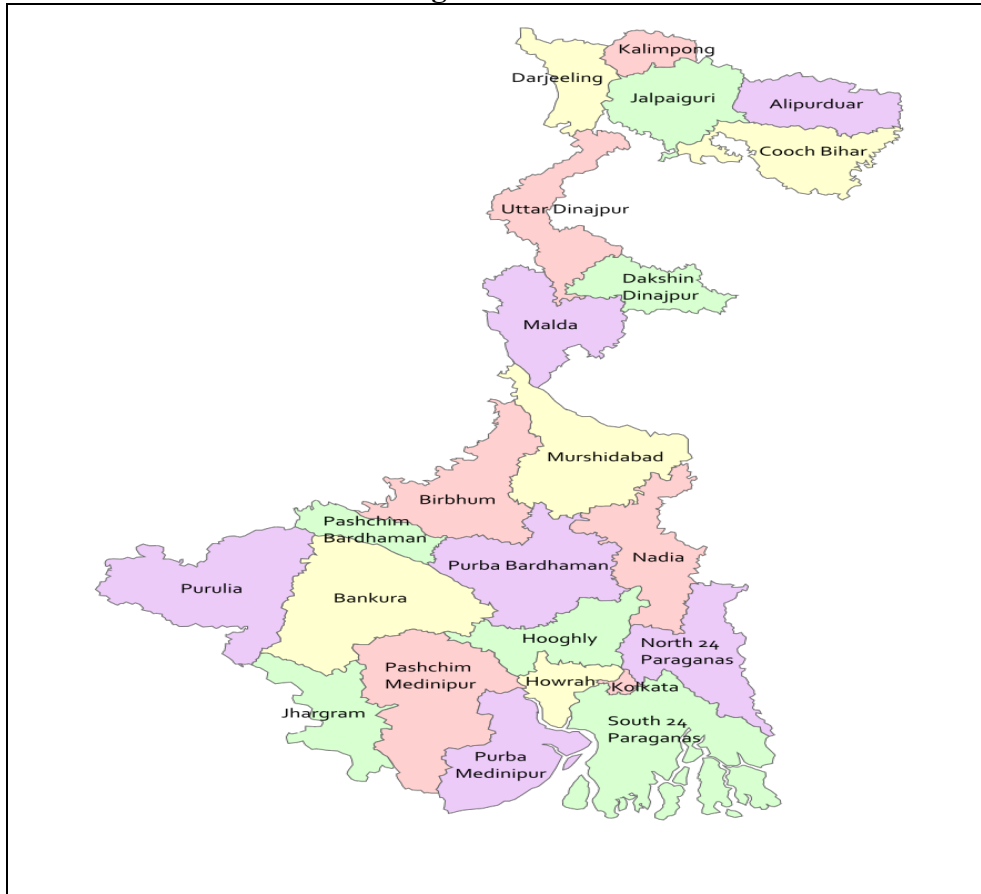 Kalimpong
Darjeeling
Jalpaiguri
Alipurduar
Cooch Bihar
Uttar Dinajpur
Dakshin
Dinajpur
Malda
Murshidabad
Birbhum
Pashchim
Bardhaman
Purba Bardhaman
Nadia
Purulia
Bankura
Hooghly
North 24
Paraganas
Pashchim
Medinipur
Howrah
Kolkata
Jhargram
South 24
Paraganas
Purba
Medinipur